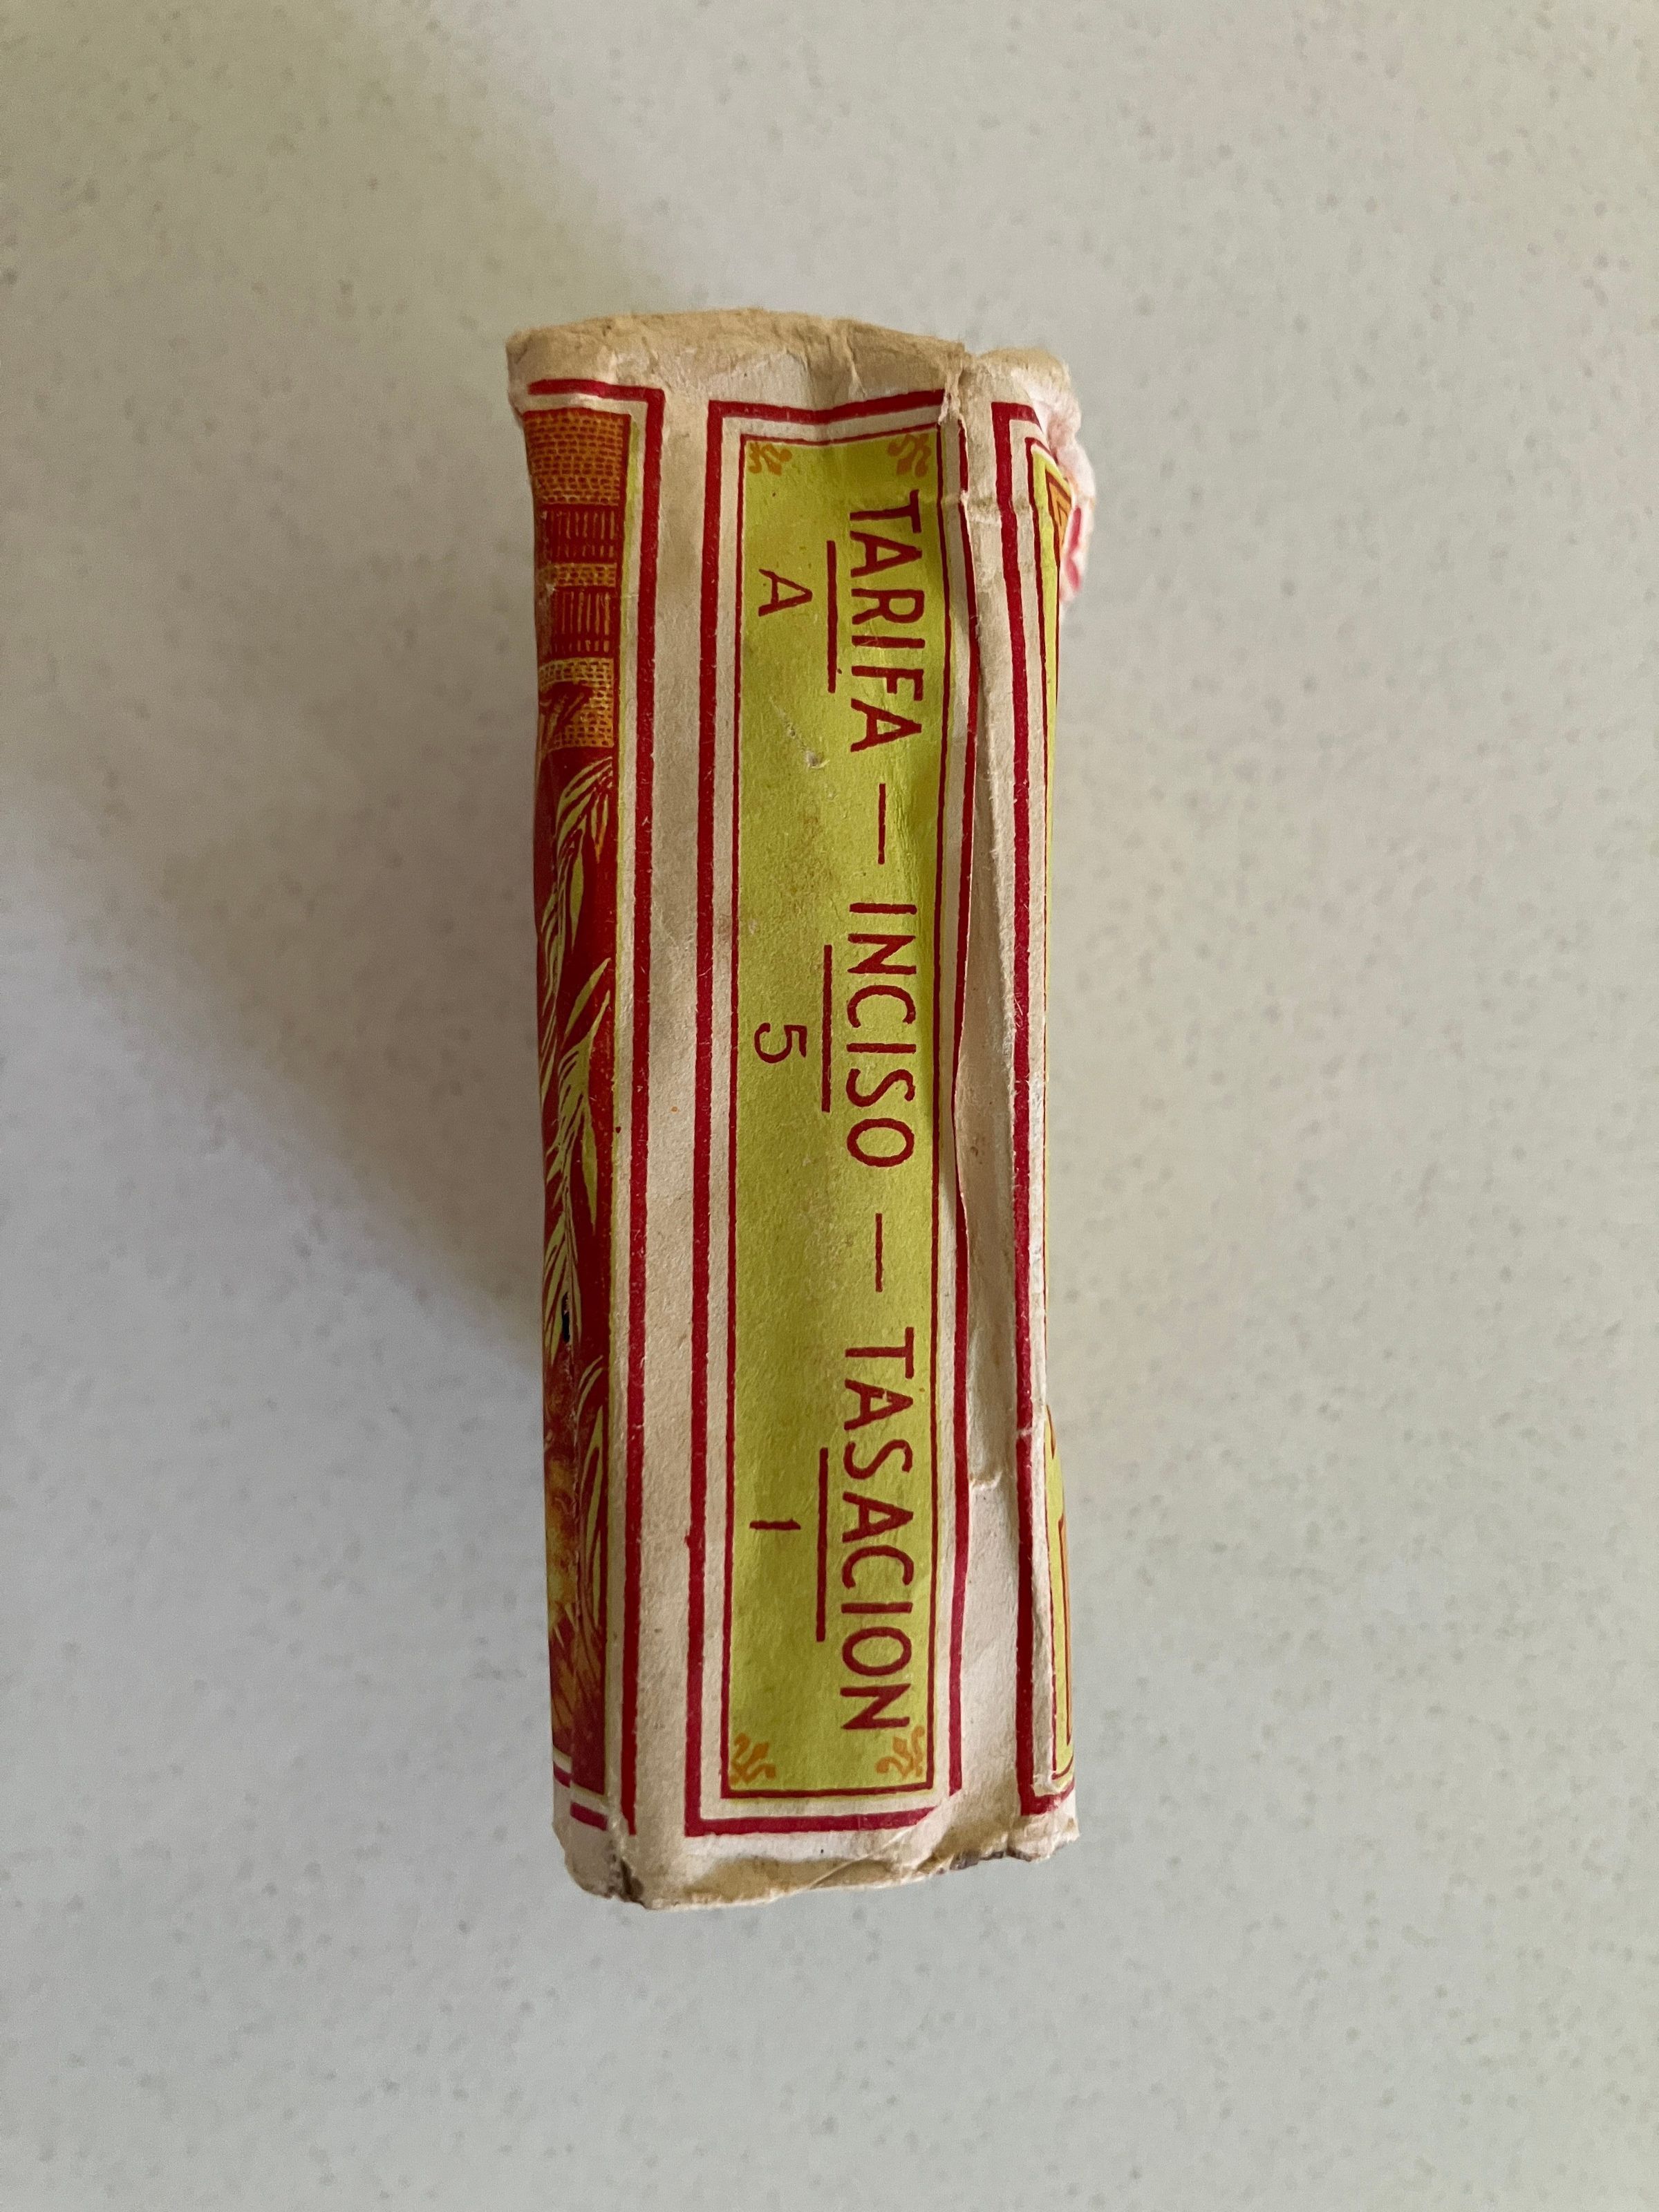 TARIFA — INCISO — TASACION
A 5 1